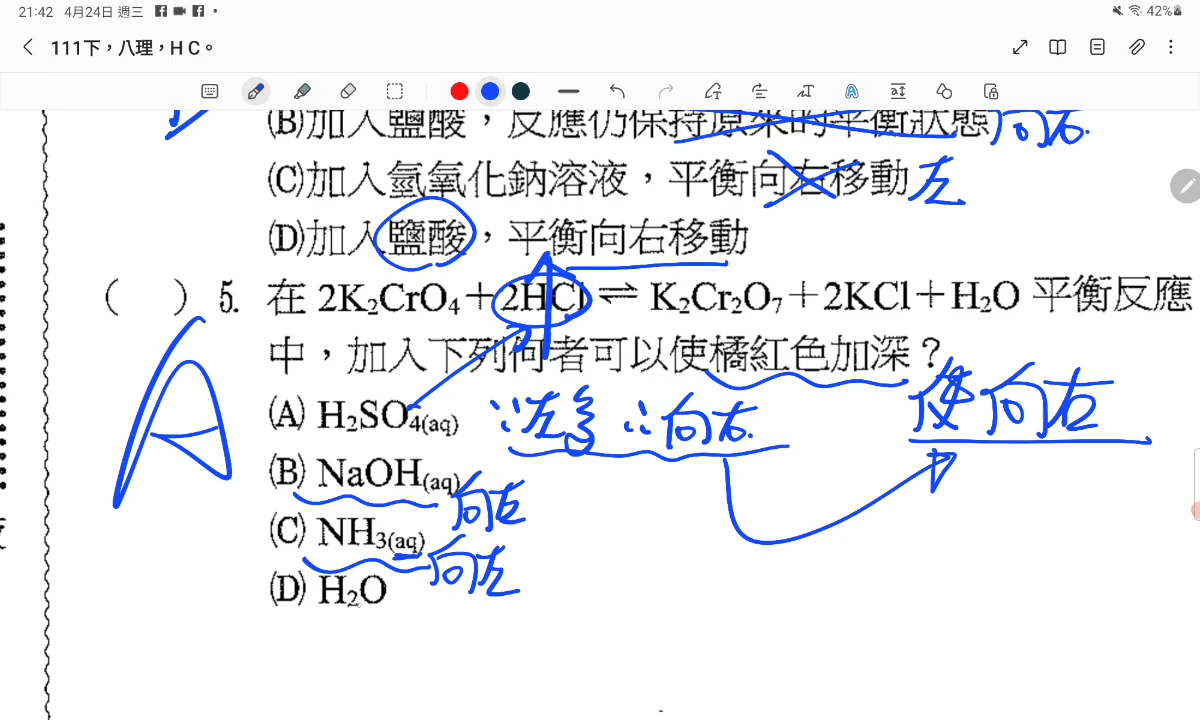 21:42 4月24日 週三 42%
111下，八理，H C。
(B)加入鹽酸，反應仍保持原來的平衡狀態 向右.
(C)加入氫氧化鈉溶液，平衡向右移動 左
(D)加入鹽酸，平衡向右移動
( ) 5. 在 2K₂CrO₄＋2HCl ⇌ K₂Cr₂O₇＋2KCl＋H₂O 平衡反應
中，加入下列何者可以使橘紅色加深？
A
使向右
(A) H₂SO₄(aq) ∵左多 ∴向右.
(B) NaOH(aq) 向左
(C) NH₃(aq) 向左
(D) H₂O